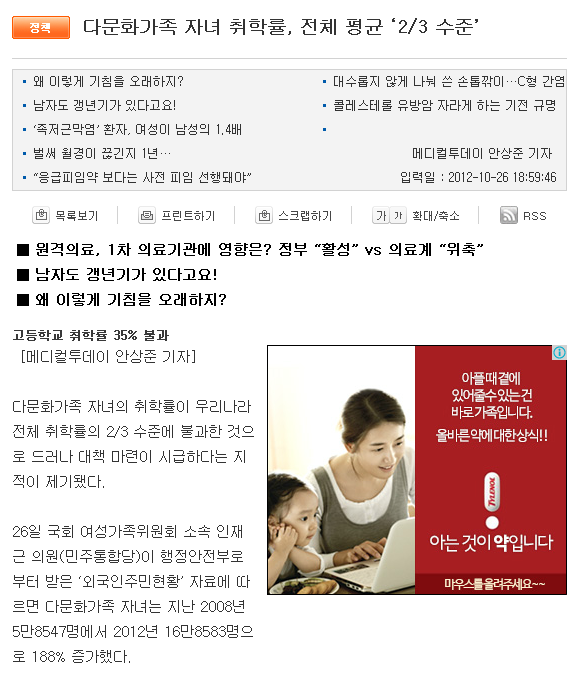 정책 다문화가족 자녀 취학률, 전체 평균 ‘2/3 수준’
왜 이렇게 기침을 오래하지?
남자도 갱년기가 있다고요!
‘족저근막염’ 환자, 여성이 남성의 1.4배
벌써 월경이 끊긴지 1년…
“응급피임약 보다는 사전 피임 선행돼야”
대수롭지 않게 나눠 쓴 손톱깎이…C형 간염
콜레스테롤 유방암 자라게 하는 기전 규명
메디컬투데이 안상준 기자
입력일 : 2012-10-26 18:59:46
목록보기 프린트하기 스크랩하기 가 가 확대/축소 RSS
■ 원격의료, 1차 의료기관에 영향은? 정부 “활성” vs 의료계 “위축”
■ 남자도 갱년기가 있다고요!
■ 왜 이렇게 기침을 오래하지?
고등학교 취학률 35% 불과
[메디컬투데이 안상준 기자]
다문화가족 자녀의 취학률이 우리나라
전체 취학률의 2/3 수준에 불과한 것으
로 드러나 대책 마련이 시급하다는 지
적이 제기됐다.
26일 국회 여성가족위원회 소속 인재
근 의원(민주통합당)이 행정안전부로
부터 받은 ‘외국인주민현황’ 자료에 따
르면 다문화가족 자녀는 지난 2008년
5만8547명에서 2012년 16만8583명으
로 188% 증가했다.
아플 때 곁에
있어줄 수 있는 건
바로 가족입니다.
올바른 약에 대한 상식!!
TYLENOL
아는 것이 약입니다
마우스를 올려주세요~~